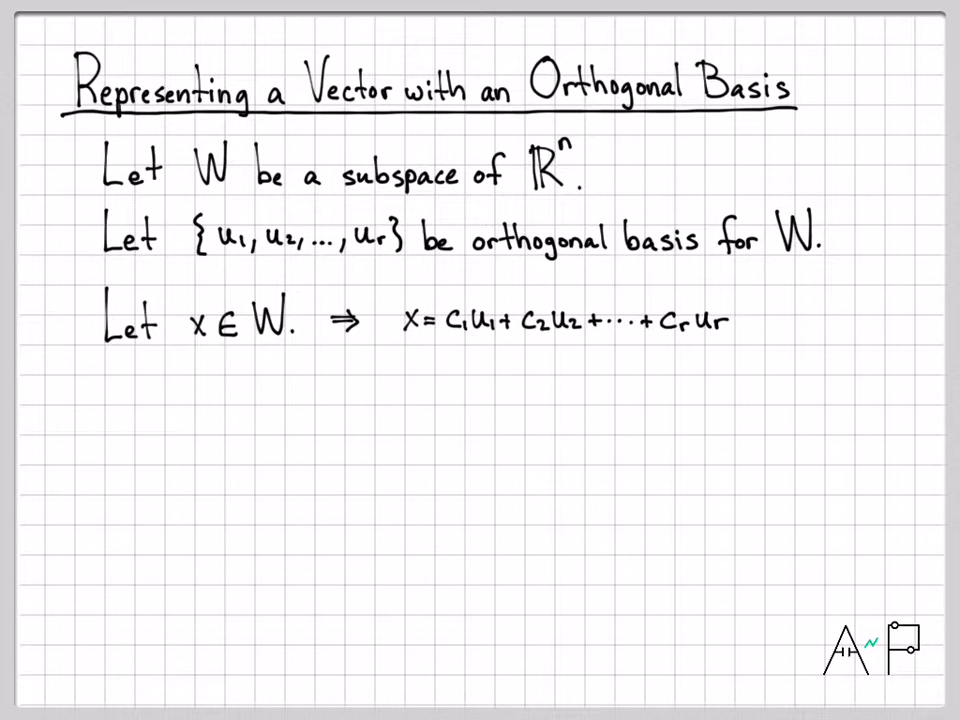 Representing a Vector with an Orthogonal Basis
Let W be a subspace of ℝⁿ.
Let {u₁, u₂, ..., uᵣ} be orthogonal basis for W.
Let x ∈ W. ⇒ x = c₁u₁ + c₂u₂ + ··· + cᵣuᵣ
A P